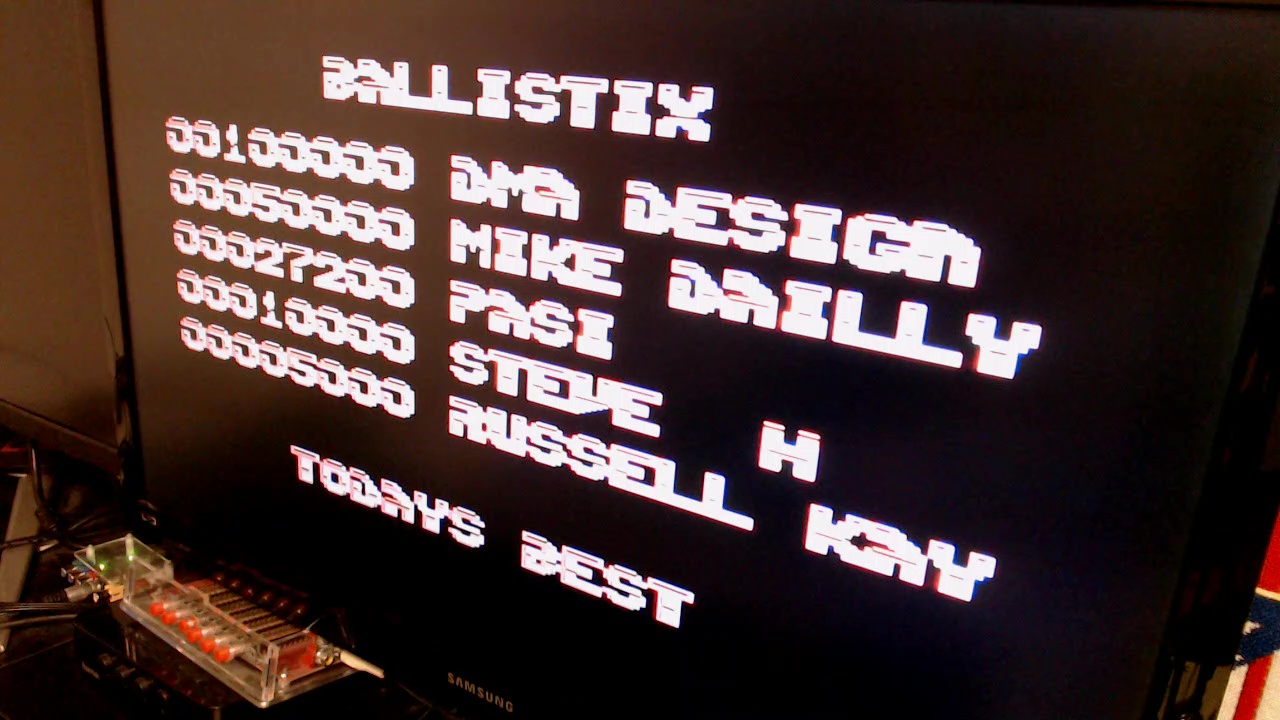 BALLISTIX
00100000 DMA DESIGN
00050000 MIKE DAILLY
00027200 PASI
00010000 STEVE H
00005000 RUSSELL KAY
TODAYS BEST
SAMSUNG